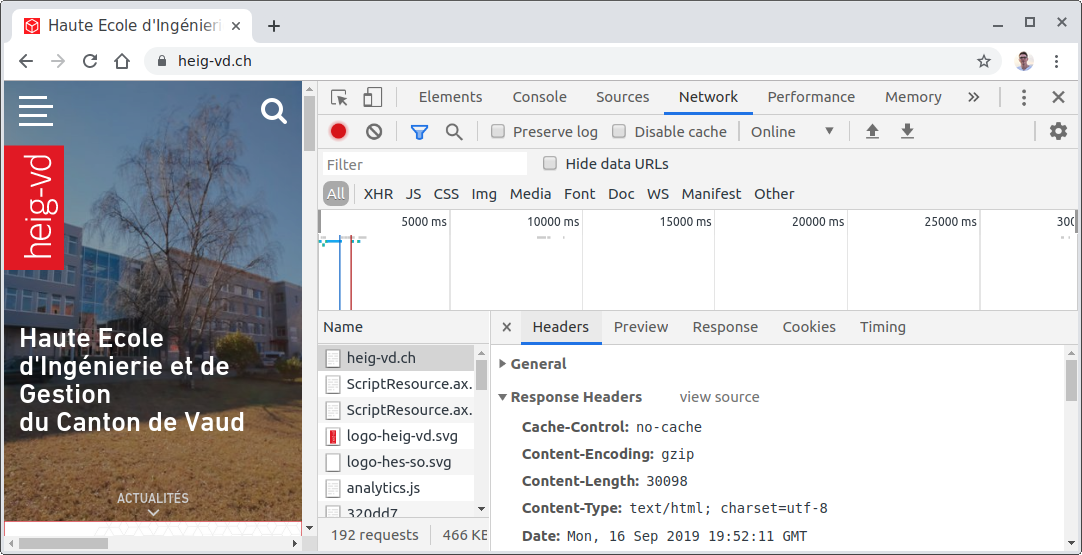 Haute Ecole d'Ingénieri
heig-vd.ch
heig-vd
Haute Ecole
d'Ingénierie et de
Gestion
du Canton de Vaud
ACTUALITÉS
Elements Console Sources Network Performance Memory »
Preserve log Disable cache Online
Filter Hide data URLs
All XHR JS CSS Img Media Font Doc WS Manifest Other
5000 ms 10000 ms 15000 ms 20000 ms 25000 ms 300
Name
heig-vd.ch
ScriptResource.ax.
ScriptResource.ax.
logo-heig-vd.svg
logo-hes-so.svg
analytics.js
320dd7
192 requests 466 KE
Headers Preview Response Cookies Timing
General
Response Headers view source
Cache-Control: no-cache
Content-Encoding: gzip
Content-Length: 30098
Content-Type: text/html; charset=utf-8
Date: Mon, 16 Sep 2019 19:52:11 GMT